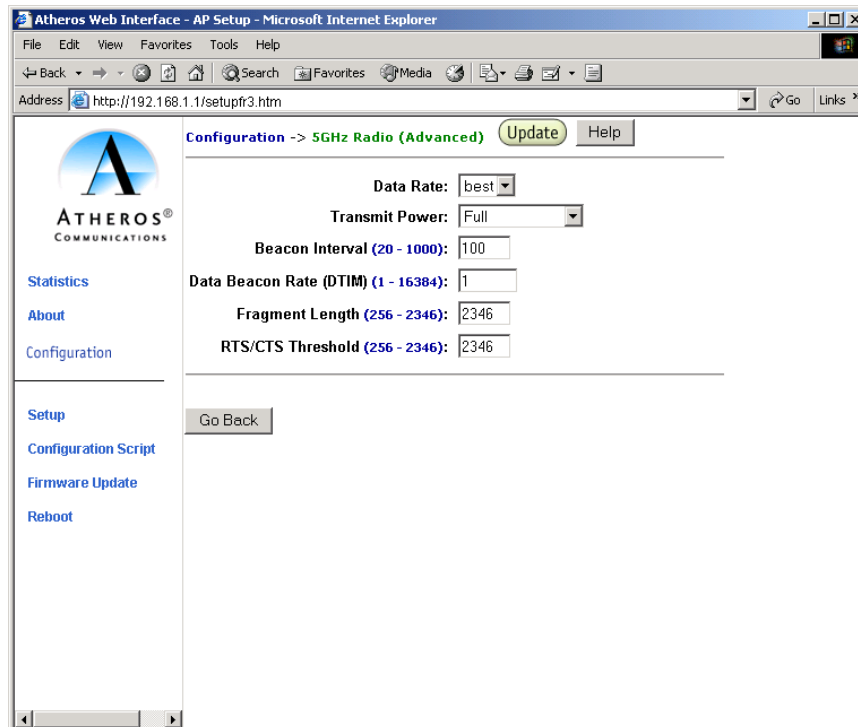 Atheros Web Interface - AP Setup - Microsoft Internet Explorer
File Edit View Favorites Tools Help
Back Search Favorites Media
Address http://192.168.1.1/setupfr3.htm Go Links »
ATHEROS®
COMMUNICATIONS
Statistics
About
Configuration
Setup
Configuration Script
Firmware Update
Reboot
Configuration -> 5GHz Radio (Advanced) Update Help
Data Rate: best
Transmit Power: Full
Beacon Interval (20 - 1000): 100
Data Beacon Rate (DTIM) (1 - 16384): 1
Fragment Length (256 - 2346): 2346
RTS/CTS Threshold (256 - 2346): 2346
Go Back